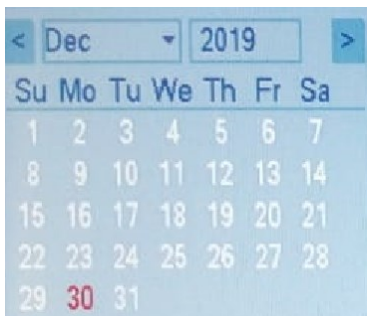 < Dec 2019 >
Su Mo Tu We Th Fr Sa
1 2 3 4 5 6 7
8 9 10 11 12 13 14
15 16 17 18 19 20 21
22 23 24 25 26 27 28
29 30 31